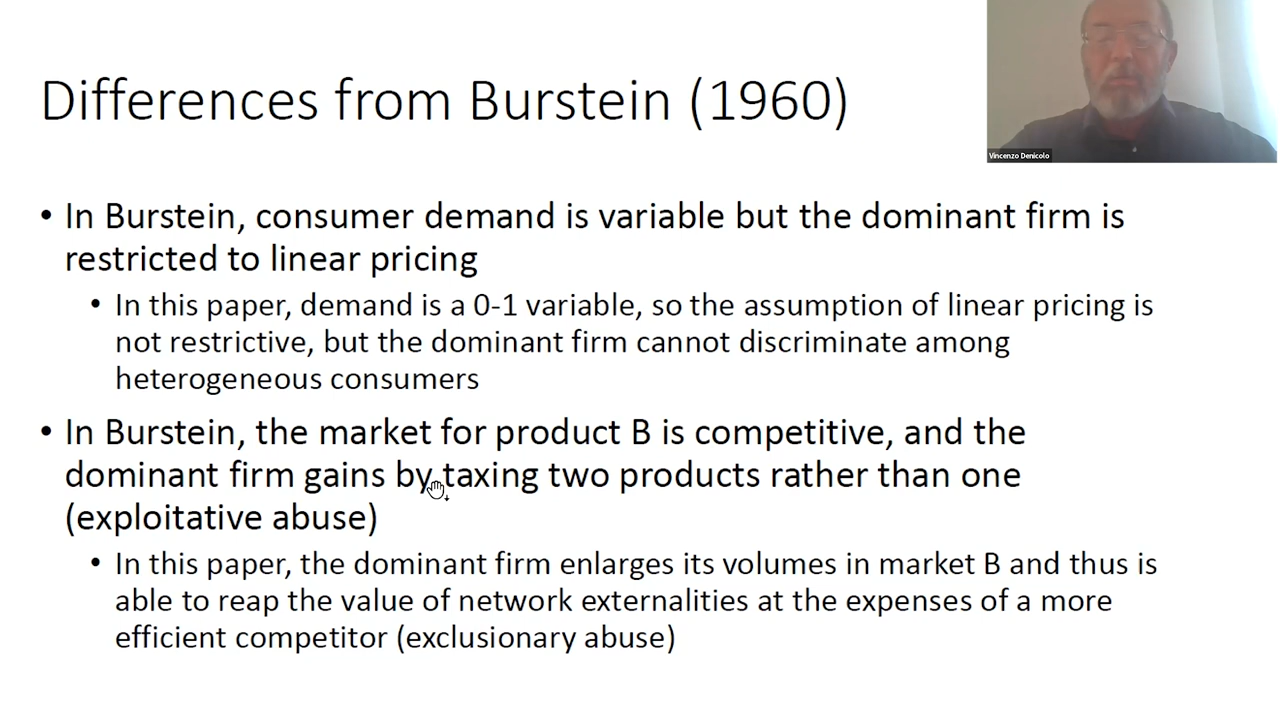 Differences from Burstein (1960)
Vincenzo Denicolo
• In Burstein, consumer demand is variable but the dominant firm is
restricted to linear pricing
• In this paper, demand is a 0-1 variable, so the assumption of linear pricing is
not restrictive, but the dominant firm cannot discriminate among
heterogeneous consumers
• In Burstein, the market for product B is competitive, and the
dominant firm gains by taxing two products rather than one
(exploitative abuse)
• In this paper, the dominant firm enlarges its volumes in market B and thus is
able to reap the value of network externalities at the expenses of a more
efficient competitor (exclusionary abuse)